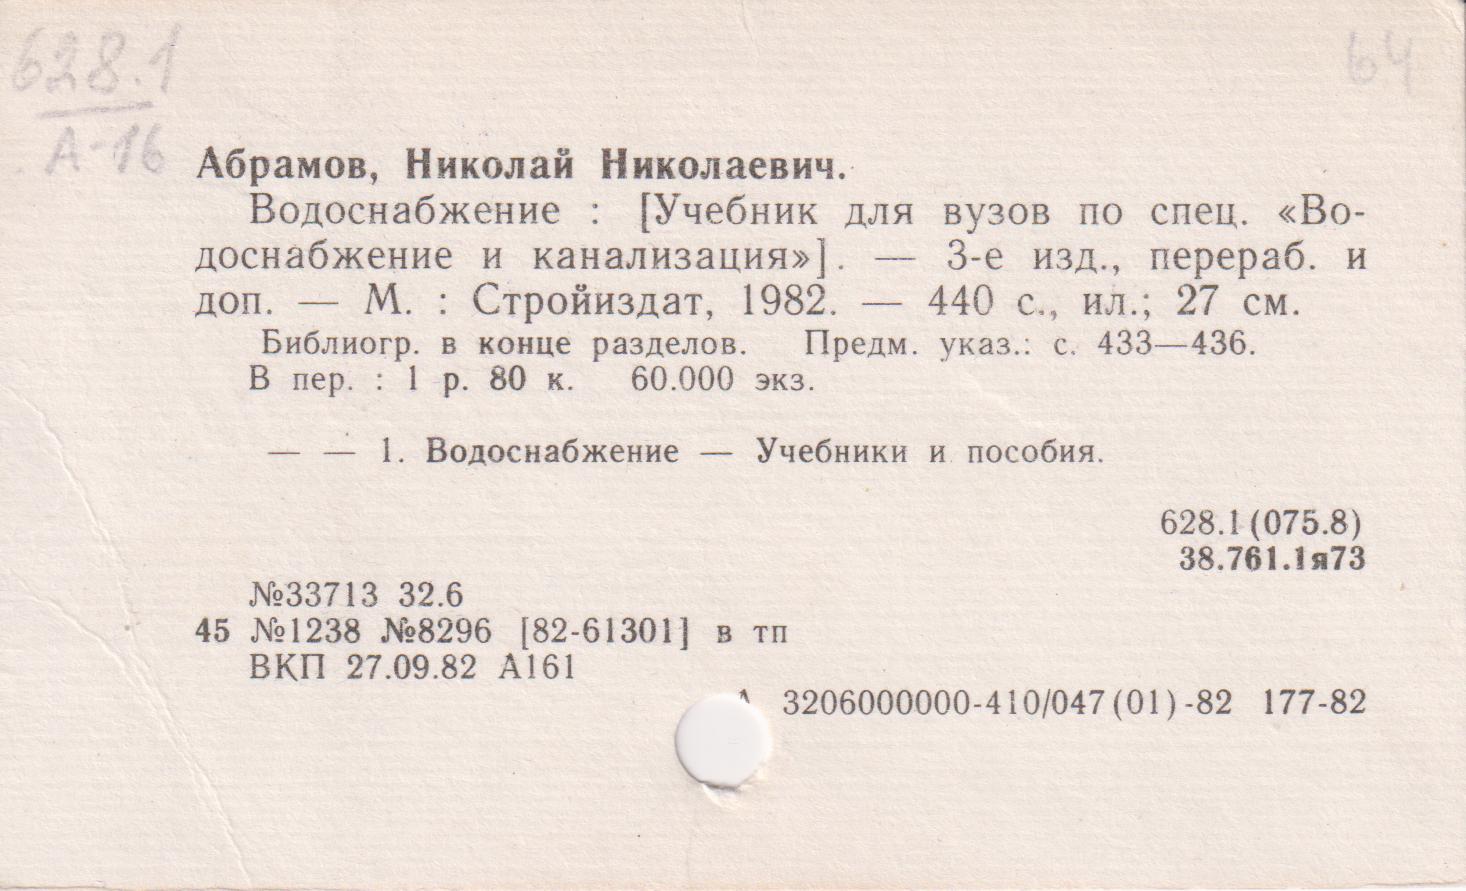 628.1
А-16
64
Абрамов, Николай Николаевич.
Водоснабжение : [Учебник для вузов по спец. «Во-
доснабжение и канализация»]. — 3-е изд., перераб. и
доп. — М. : Стройиздат, 1982. — 440 с., ил.; 27 см.
Библиогр. в конце разделов. Предм. указ.: с. 433—436.
В пер. : 1 р. 80 к. 60.000 экз.
— — 1. Водоснабжение — Учебники и пособия.
628.1(075.8)
38.761.1я73
№33713 32.6
45 №1238 №8296 [82-61301] в тп
ВКП 27.09.82 А161
3206000000-410/047(01)-82 177-82